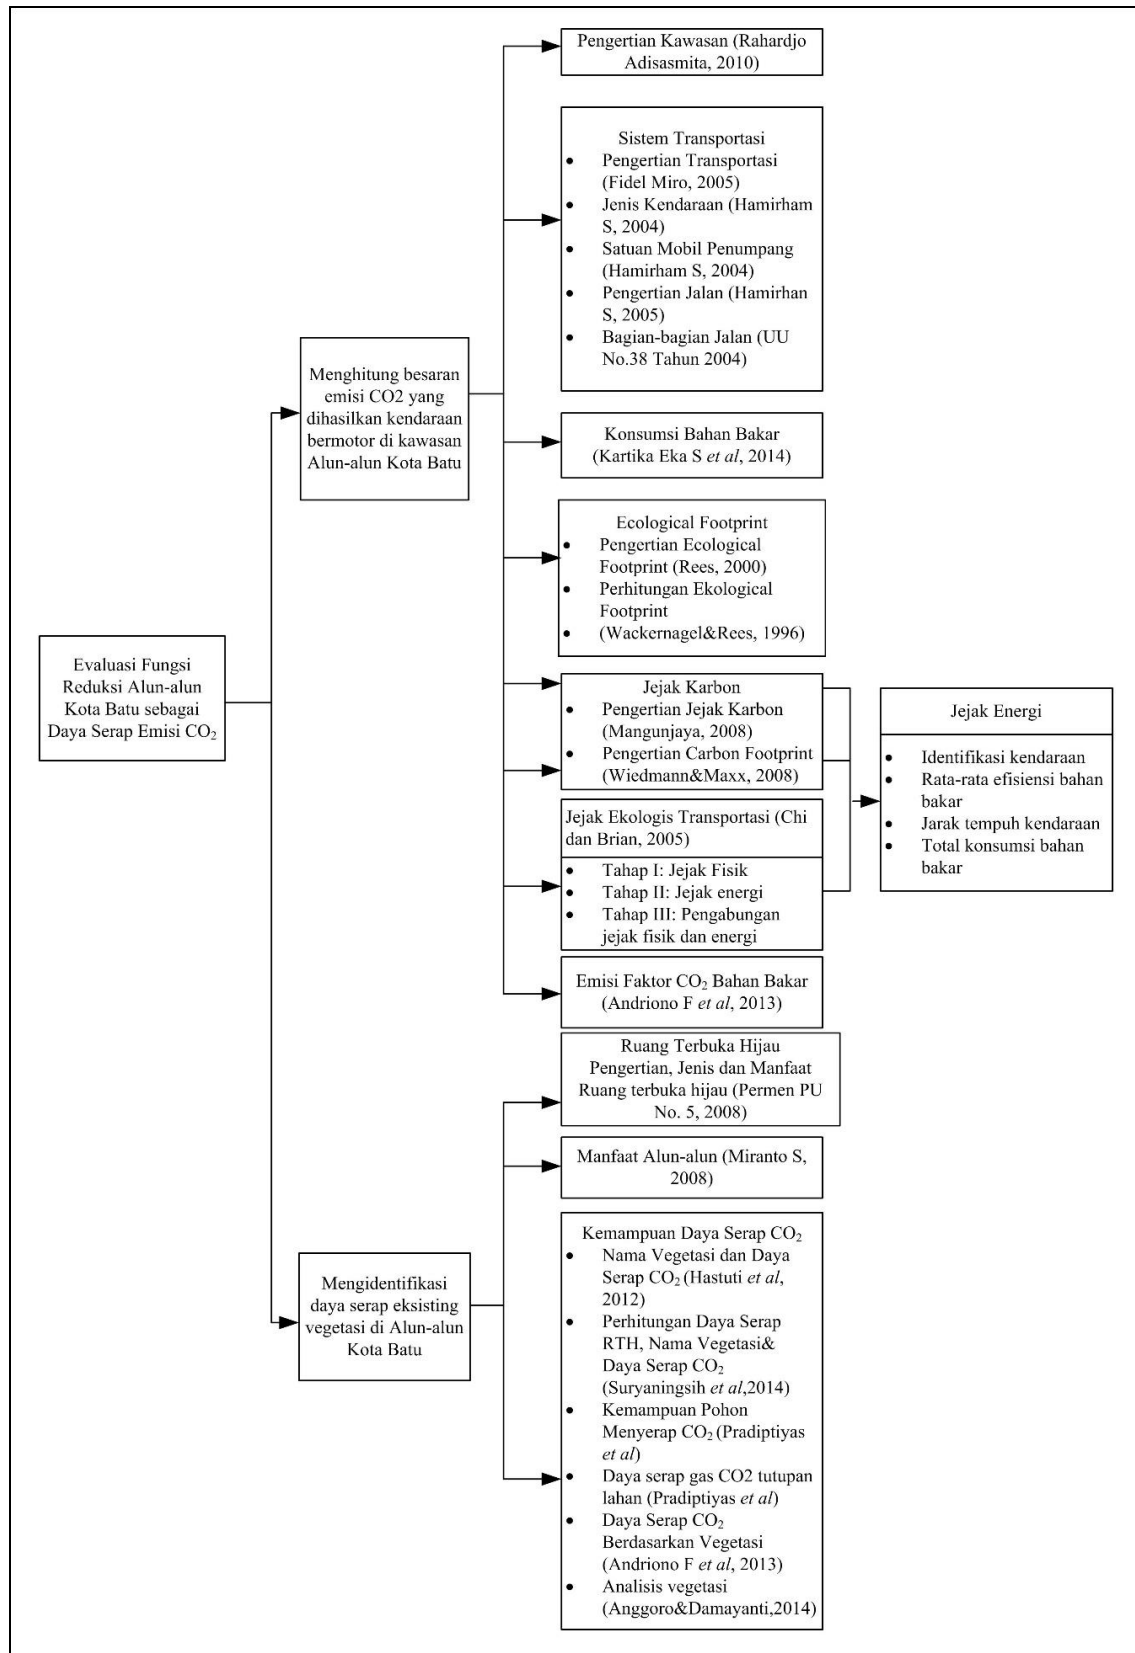 Evaluasi Fungsi
Reduksi Alun-alun
Kota Batu sebagai
Daya Serap Emisi CO₂
Menghitung besaran
emisi CO2 yang
dihasilkan kendaraan
bermotor di kawasan
Alun-alun Kota Batu
Pengertian Kawasan (Rahardjo
Adisasmita, 2010)
Sistem Transportasi
• Pengertian Transportasi
(Fidel Miro, 2005)
• Jenis Kendaraan (Hamirham
S, 2004)
• Satuan Mobil Penumpang
(Hamirham S, 2004)
• Pengertian Jalan (Hamirhan
S, 2005)
• Bagian-bagian Jalan (UU
No.38 Tahun 2004)
Konsumsi Bahan Bakar
(Kartika Eka S et al, 2014)
Ecological Footprint
• Pengertian Ecological
Footprint (Rees, 2000)
• Perhitungan Ekological
Footprint
• (Wackernagel&Rees, 1996)
Jejak Karbon
• Pengertian Jejak Karbon
(Mangunjaya, 2008)
• Pengertian Carbon Footprint
(Wiedmann&Maxx, 2008)
Jejak Ekologis Transportasi (Chi
dan Brian, 2005)
• Tahap I: Jejak Fisik
• Tahap II: Jejak energi
• Tahap III: Pengabungan
jejak fisik dan energi
Jejak Energi
• Identifikasi kendaraan
• Rata-rata efisiensi bahan
bakar
• Jarak tempuh kendaraan
• Total konsumsi bahan
bakar
Emisi Faktor CO₂ Bahan Bakar
(Andriono F et al, 2013)
Mengidentifikasi
daya serap eksisting
vegetasi di Alun-alun
Kota Batu
Ruang Terbuka Hijau
Pengertian, Jenis dan Manfaat
Ruang terbuka hijau (Permen PU
No. 5, 2008)
Manfaat Alun-alun (Miranto S,
2008)
Kemampuan Daya Serap CO₂
• Nama Vegetasi dan Daya
Serap CO₂ (Hastuti et al,
2012)
• Perhitungan Daya Serap
RTH, Nama Vegetasi&
Daya Serap CO₂
(Suryaningsih et al,2014)
• Kemampuan Pohon
Menyerap CO₂ (Pradiptiyas
et al)
• Daya serap gas CO2 tutupan
lahan (Pradiptiyas et al)
• Daya Serap CO₂
Berdasarkan Vegetasi
(Andriono F et al, 2013)
• Analisis vegetasi
(Anggoro&Damayanti,2014)